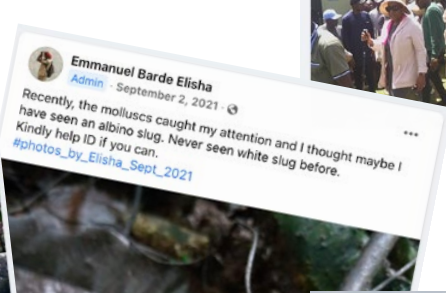 Emmanuel Barde Elisha
Admin · September 2, 2021 ·
Recently, the molluscs caught my attention and I thought maybe I
have seen an albino slug. Never seen white slug before.
Kindly help ID if you can.
#photos_by_Elisha_Sept_2021